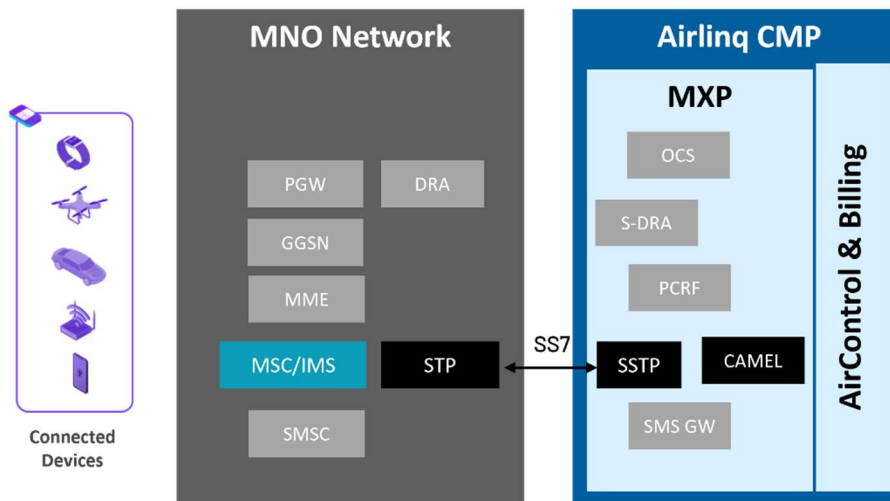 MNO Network
Airlinq CMP
MXP
OCS
PGW
DRA
S-DRA
GGSN
PCRF
MME
SS7
MSC/IMS
STP
SSTP
CAMEL
SMSC
SMS GW
AirControl & Billing
Connected
Devices